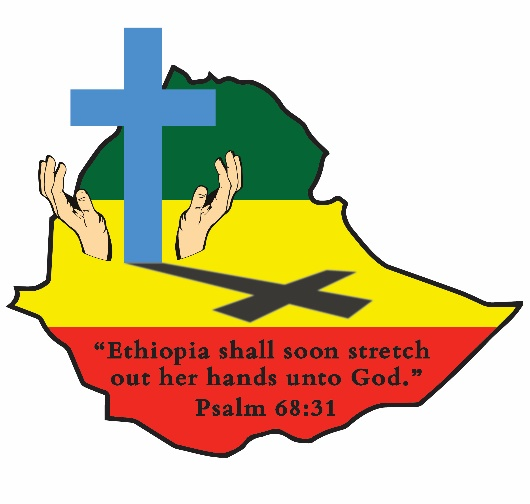 “Ethiopia shall soon stretch
out her hands unto God.”
Psalm 68:31